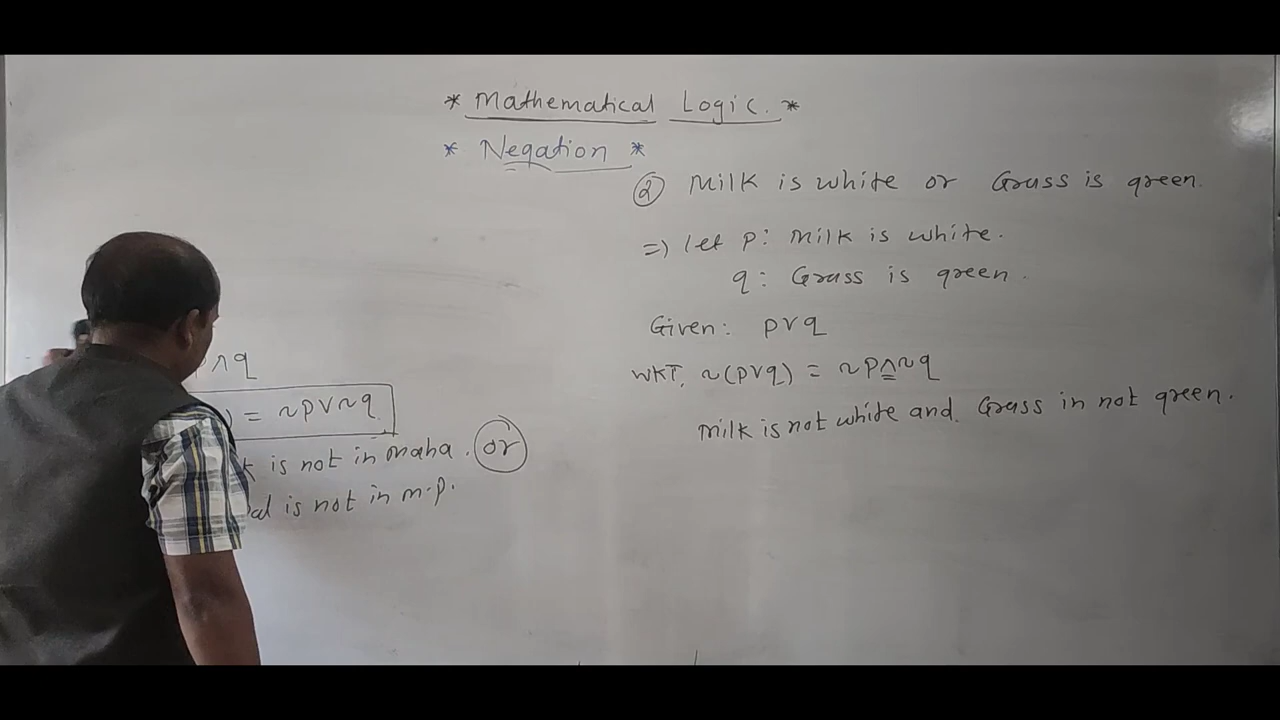 * Mathematical Logic. *
* Negation *
∧q
) = ~p∨~q
is not in maha. or
is not in m.p.
② Milk is white or Grass is green.
=) let p: Milk is white.
q: Grass is green.
Given: p∨q
WKT, ~(p∨q) = ~p∧~q
Milk is not white and. Grass in not green.